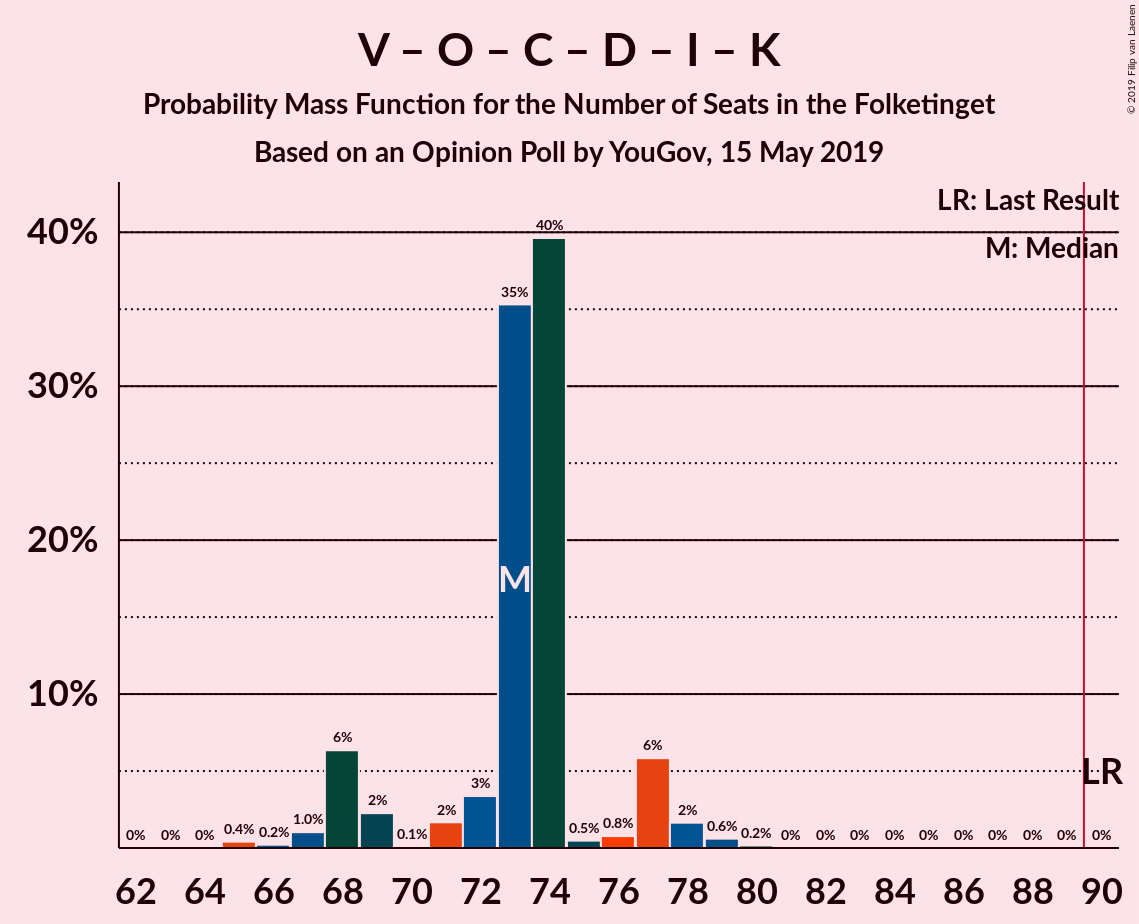 V – O – C – D – I – K
Probability Mass Function for the Number of Seats in the Folketinget
Based on an Opinion Poll by YouGov, 15 May 2019
© 2019 Filip van Laenen
LR: Last Result
M: Median
40%
30%
20%
10%
0% 0% 0% 0.4% 0.2% 1.0% 6% 2% 0.1% 2% 3% 35% 40% 0.5% 0.8% 6% 2% 0.6% 0.2% 0% 0% 0% 0% 0% 0% 0% 0% 0% 0%
M
LR
62 64 66 68 70 72 74 76 78 80 82 84 86 88 90